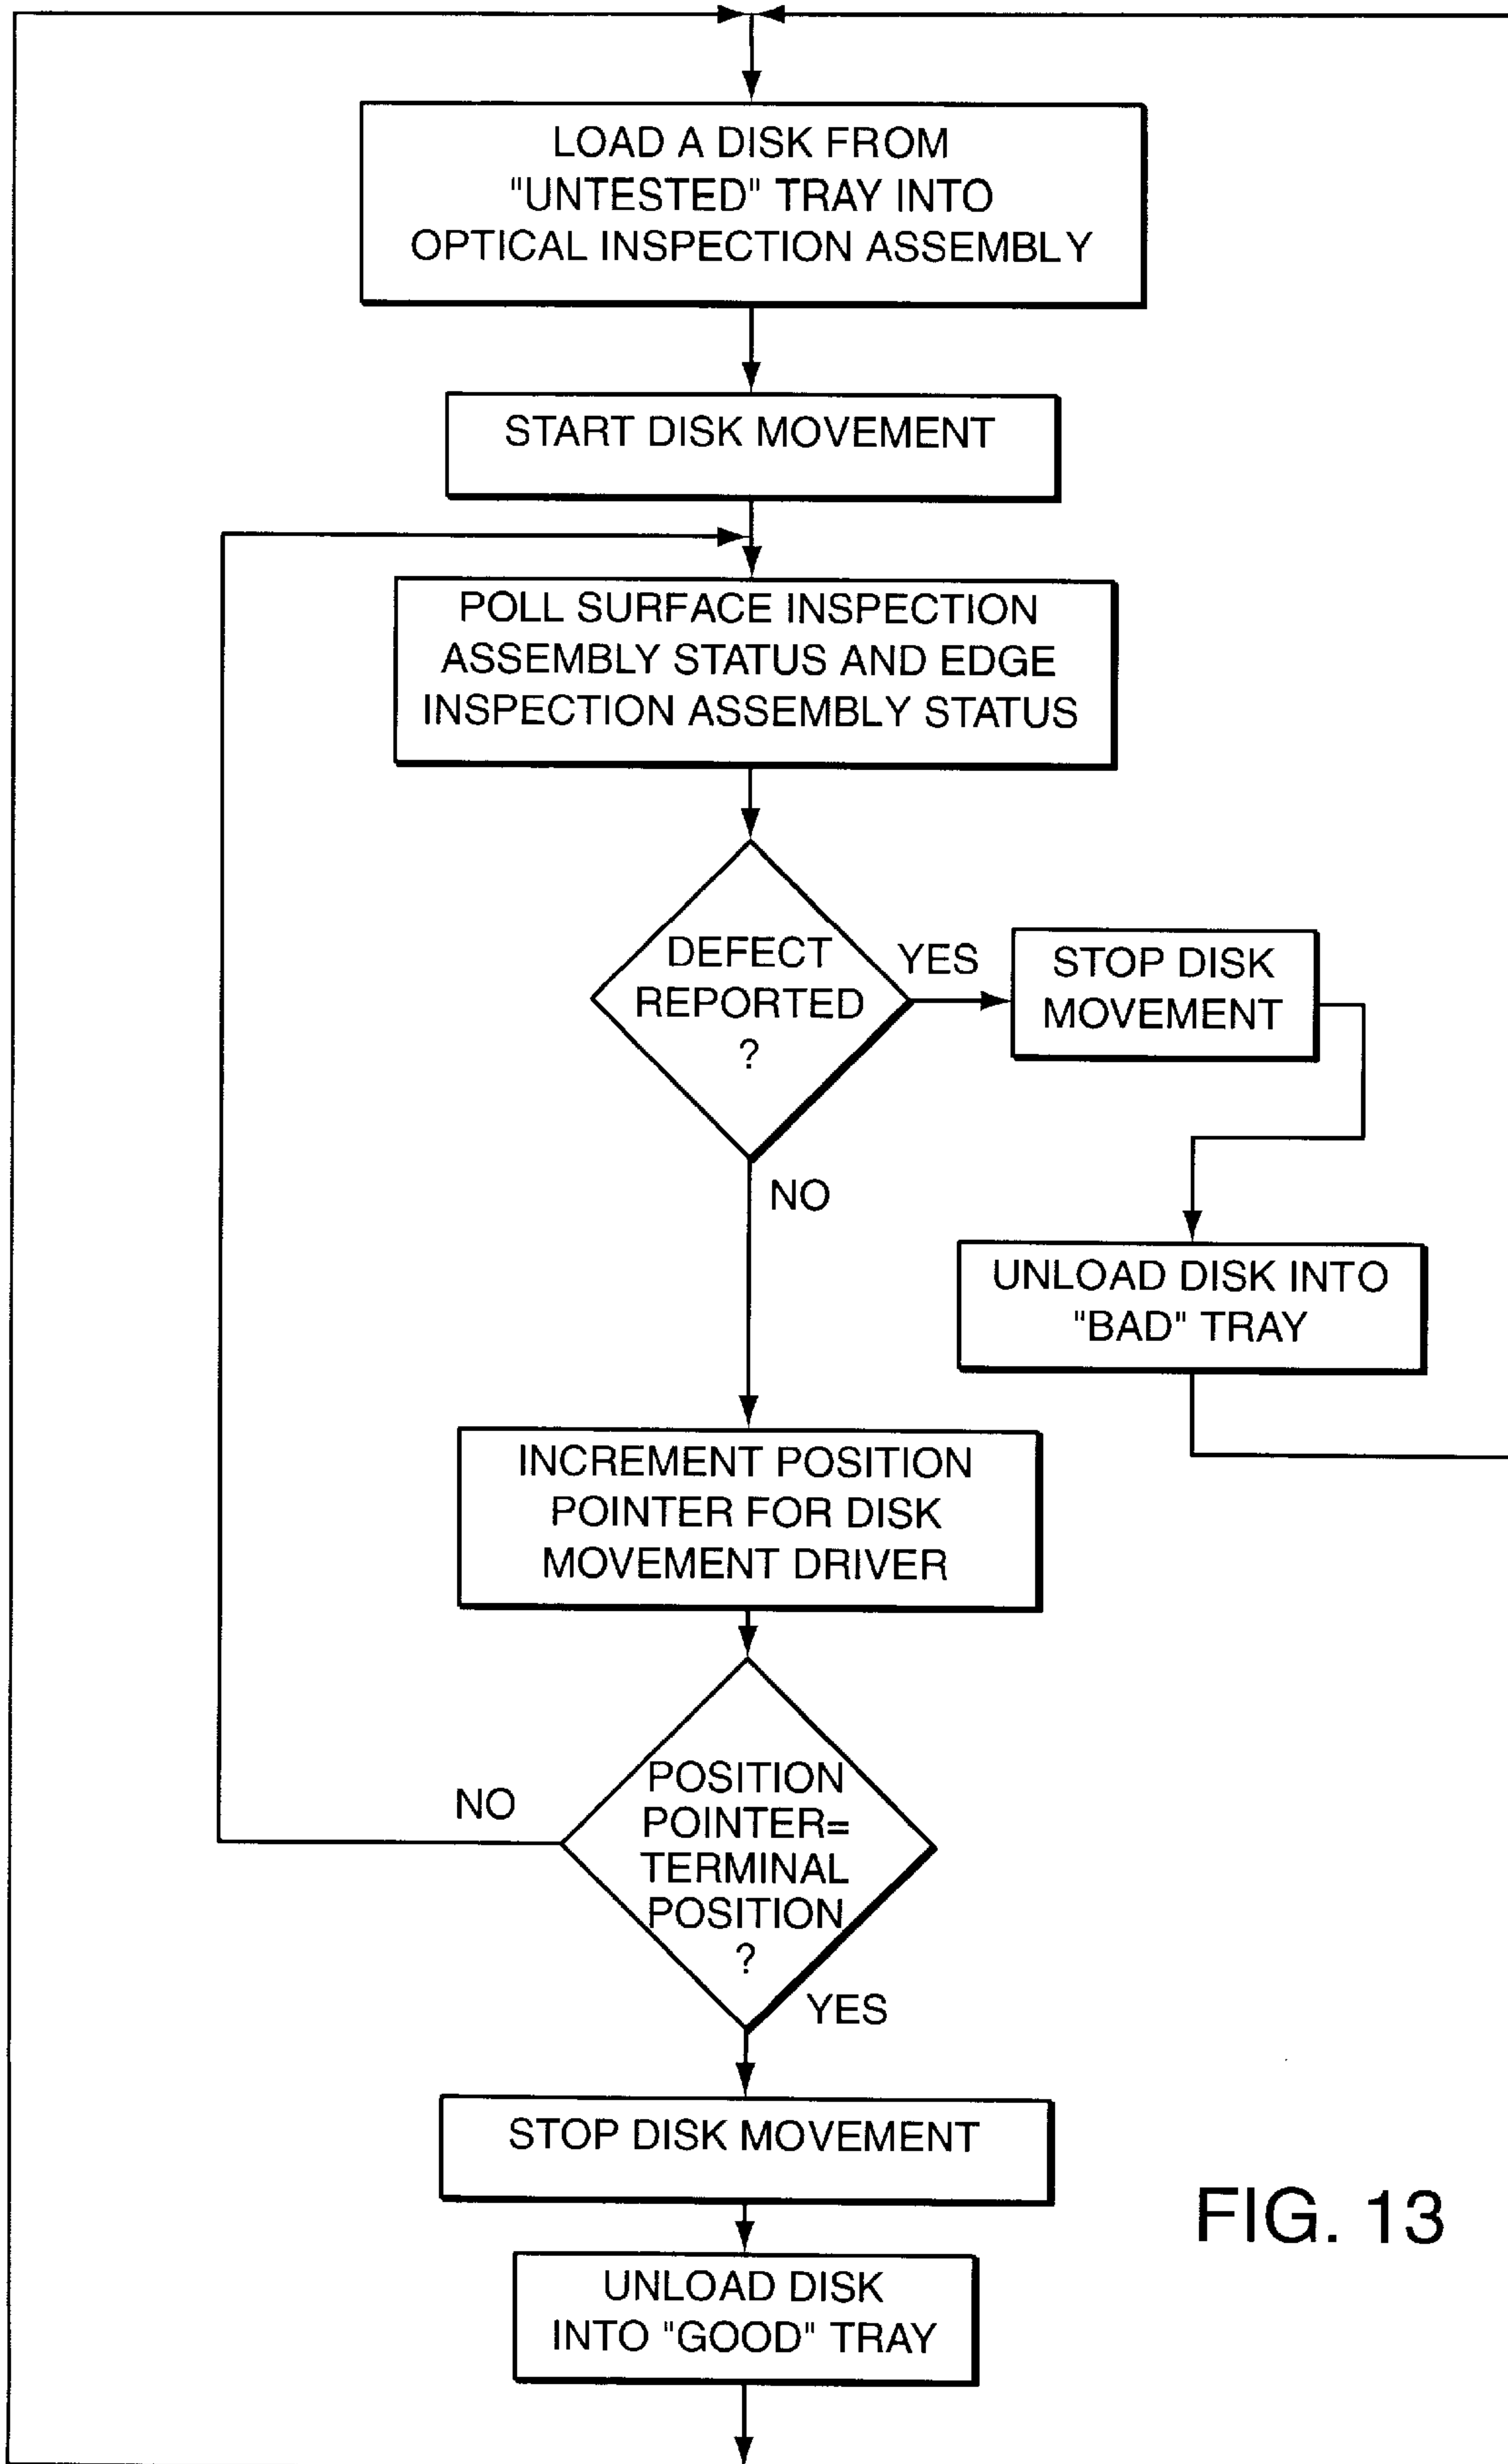 LOAD A DISK FROM
"UNTESTED" TRAY INTO
OPTICAL INSPECTION ASSEMBLY
START DISK MOVEMENT
POLL SURFACE INSPECTION
ASSEMBLY STATUS AND EDGE
INSPECTION ASSEMBLY STATUS
DEFECT
REPORTED
?
YES
STOP DISK
MOVEMENT
NO
UNLOAD DISK INTO
"BAD" TRAY
INCREMENT POSITION
POINTER FOR DISK
MOVEMENT DRIVER
POSITION
POINTER=
TERMINAL
POSITION
?
NO
YES
STOP DISK MOVEMENT
UNLOAD DISK
INTO "GOOD" TRAY
FIG. 13